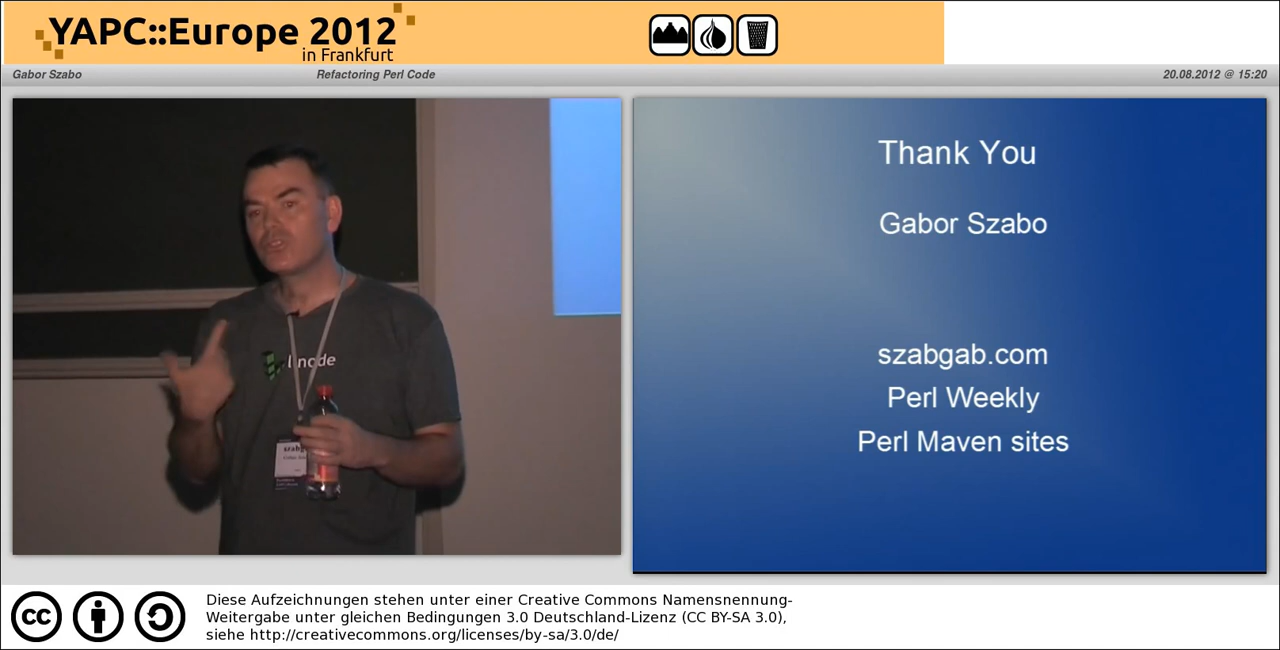 YAPC::Europe 2012
in Frankfurt
Gabor Szabo
Refactoring Perl Code
20.08.2012 @ 15:20
linode
Thank You
Gabor Szabo
szabgab.com
Perl Weekly
Perl Maven sites
cc
Diese Aufzeichnungen stehen unter einer Creative Commons Namensnennung-
Weitergabe unter gleichen Bedingungen 3.0 Deutschland-Lizenz (CC BY-SA 3.0),
siehe http://creativecommons.org/licenses/by-sa/3.0/de/